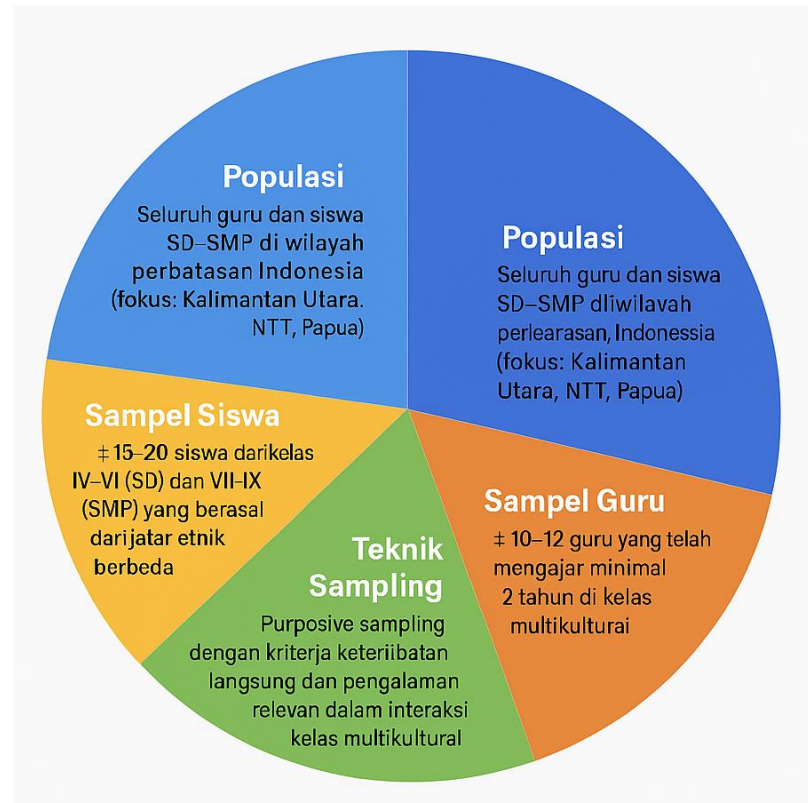 Populasi
Seluruh guru dan siswa
SD–SMP di wilayah
perbatasan Indonesia
(fokus: Kalimantan Utara.
NTT, Papua)
Populasi
Seluruh guru dan siswa
SD–SMP dliwilavah
perlearasan, Indonessia
(fokus: Kalimantan
Utara, NTT, Papua)
Sampel Siswa
‡ 15–20 siswa darikelas
IV–VI (SD) dan VII-IX
(SMP) yang berasal
darijatar etnik
berbeda
Sampel Guru
‡ 10–12 guru yang telah
mengajar minimal
2 tahun di kelas
multikulturai
Teknik
Sampling
Purposive sampling
dengan kriterja keteriibatan
langsung dan pengalaman
relevan dalam interaksi
kelas multikultural